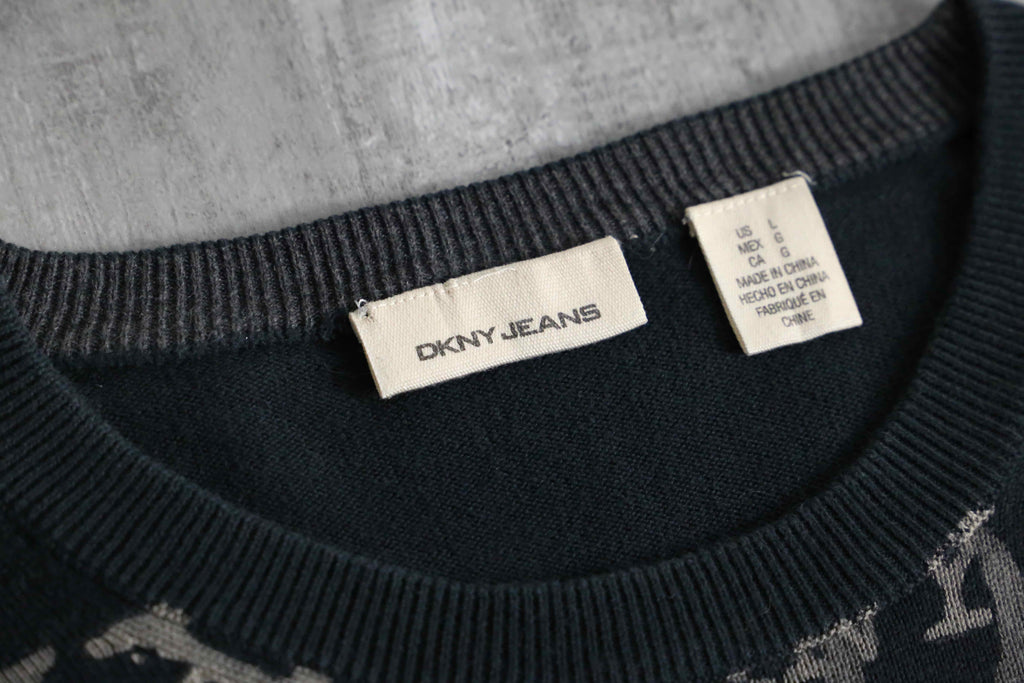 DKNY JEANS
US L
MEX G
CA G
MADE IN CHINA
HECHO EN CHINA
FABRIQUÉ EN
CHINE